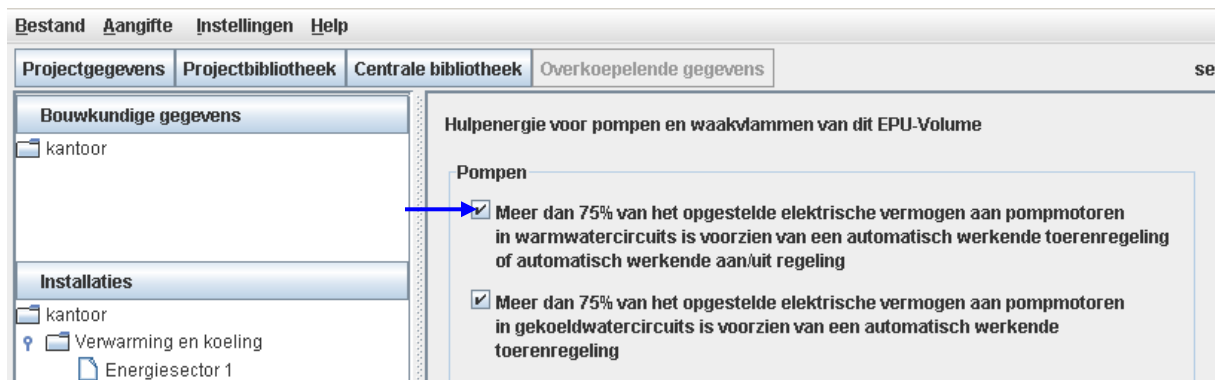 Bestand Aangifte Instellingen Help
Projectgegevens Projectbibliotheek Centrale bibliotheek Overkoepelende gegevens se
Bouwkundige gegevens
kantoor
Installaties
kantoor
Verwarming en koeling
Energiesector 1
Hulpenergie voor pompen en waakvlammen van dit EPU-Volume
Pompen
Meer dan 75% van het opgestelde elektrische vermogen aan pompmotoren
in warmwatercircuits is voorzien van een automatisch werkende toerenregeling
of automatisch werkende aan/uit regeling
Meer dan 75% van het opgestelde elektrische vermogen aan pompmotoren
in gekoeldwatercircuits is voorzien van een automatisch werkende
toerenregeling